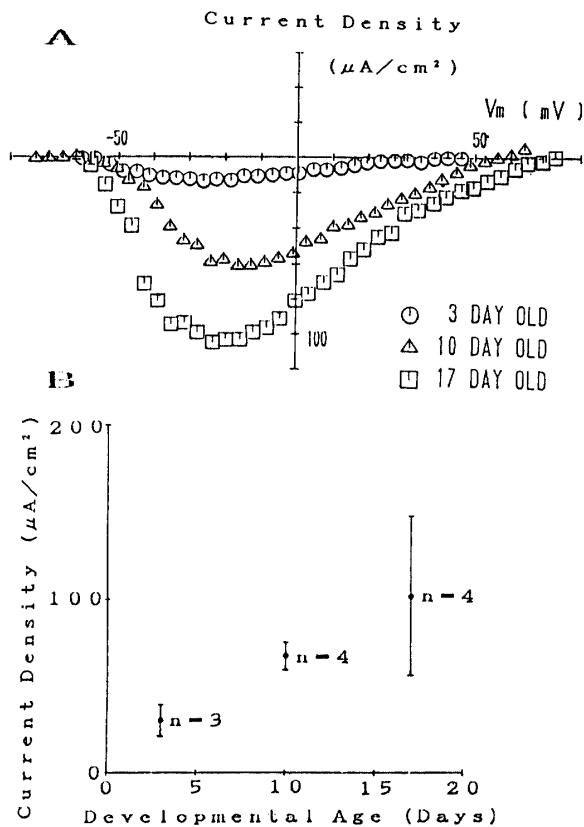 A
Current Density
(μA/cm²)
Vm (mV)
-50
50
100
3 DAY OLD
10 DAY OLD
17 DAY OLD
B
Current Density (μA/cm²)
200
100
0
n=3
n=4
n=4
0 5 10 15 20
Developmental Age (Days)